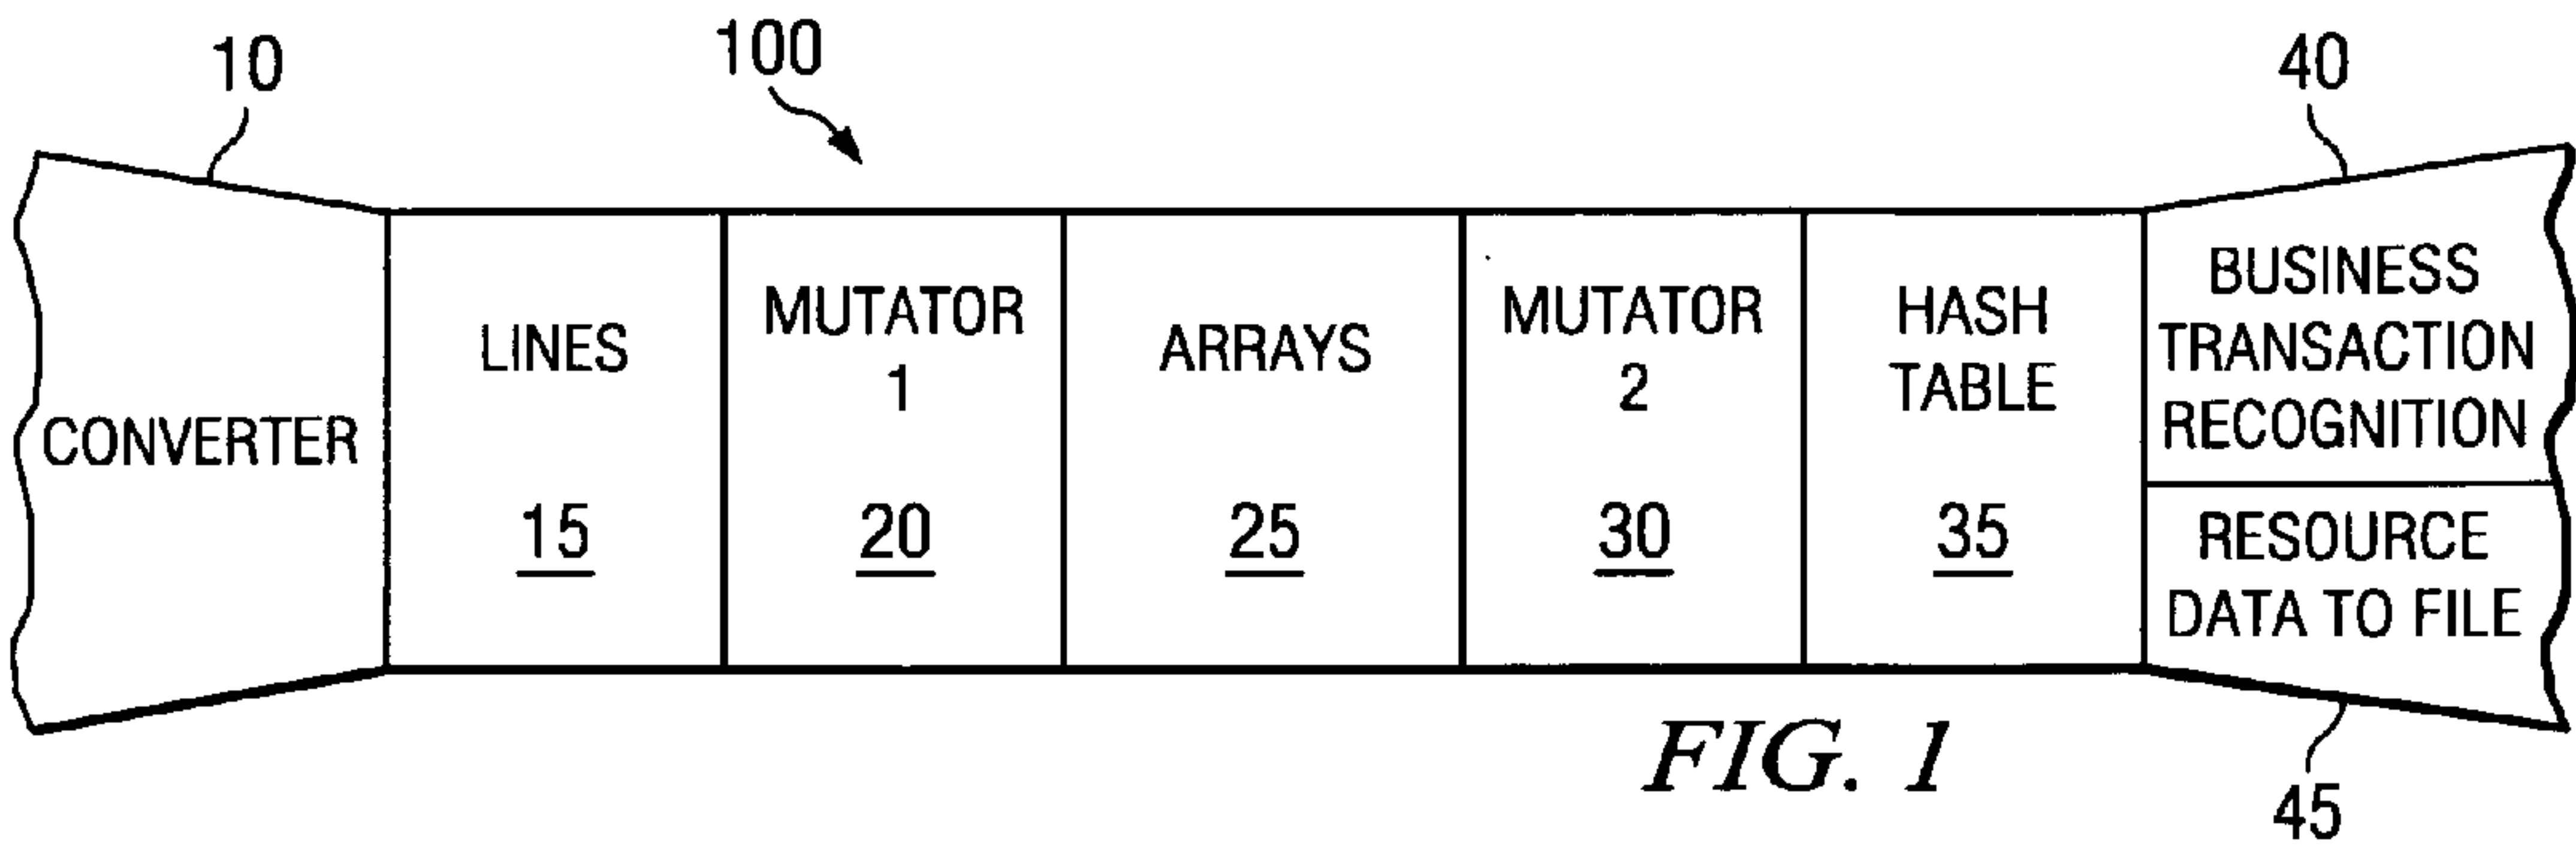 10
100
40
CONVERTER
LINES
15
MUTATOR
1
20
ARRAYS
25
MUTATOR
2
30
HASH
TABLE
35
BUSINESS
TRANSACTION
RECOGNITION
RESOURCE
DATA TO FILE
45
FIG. 1